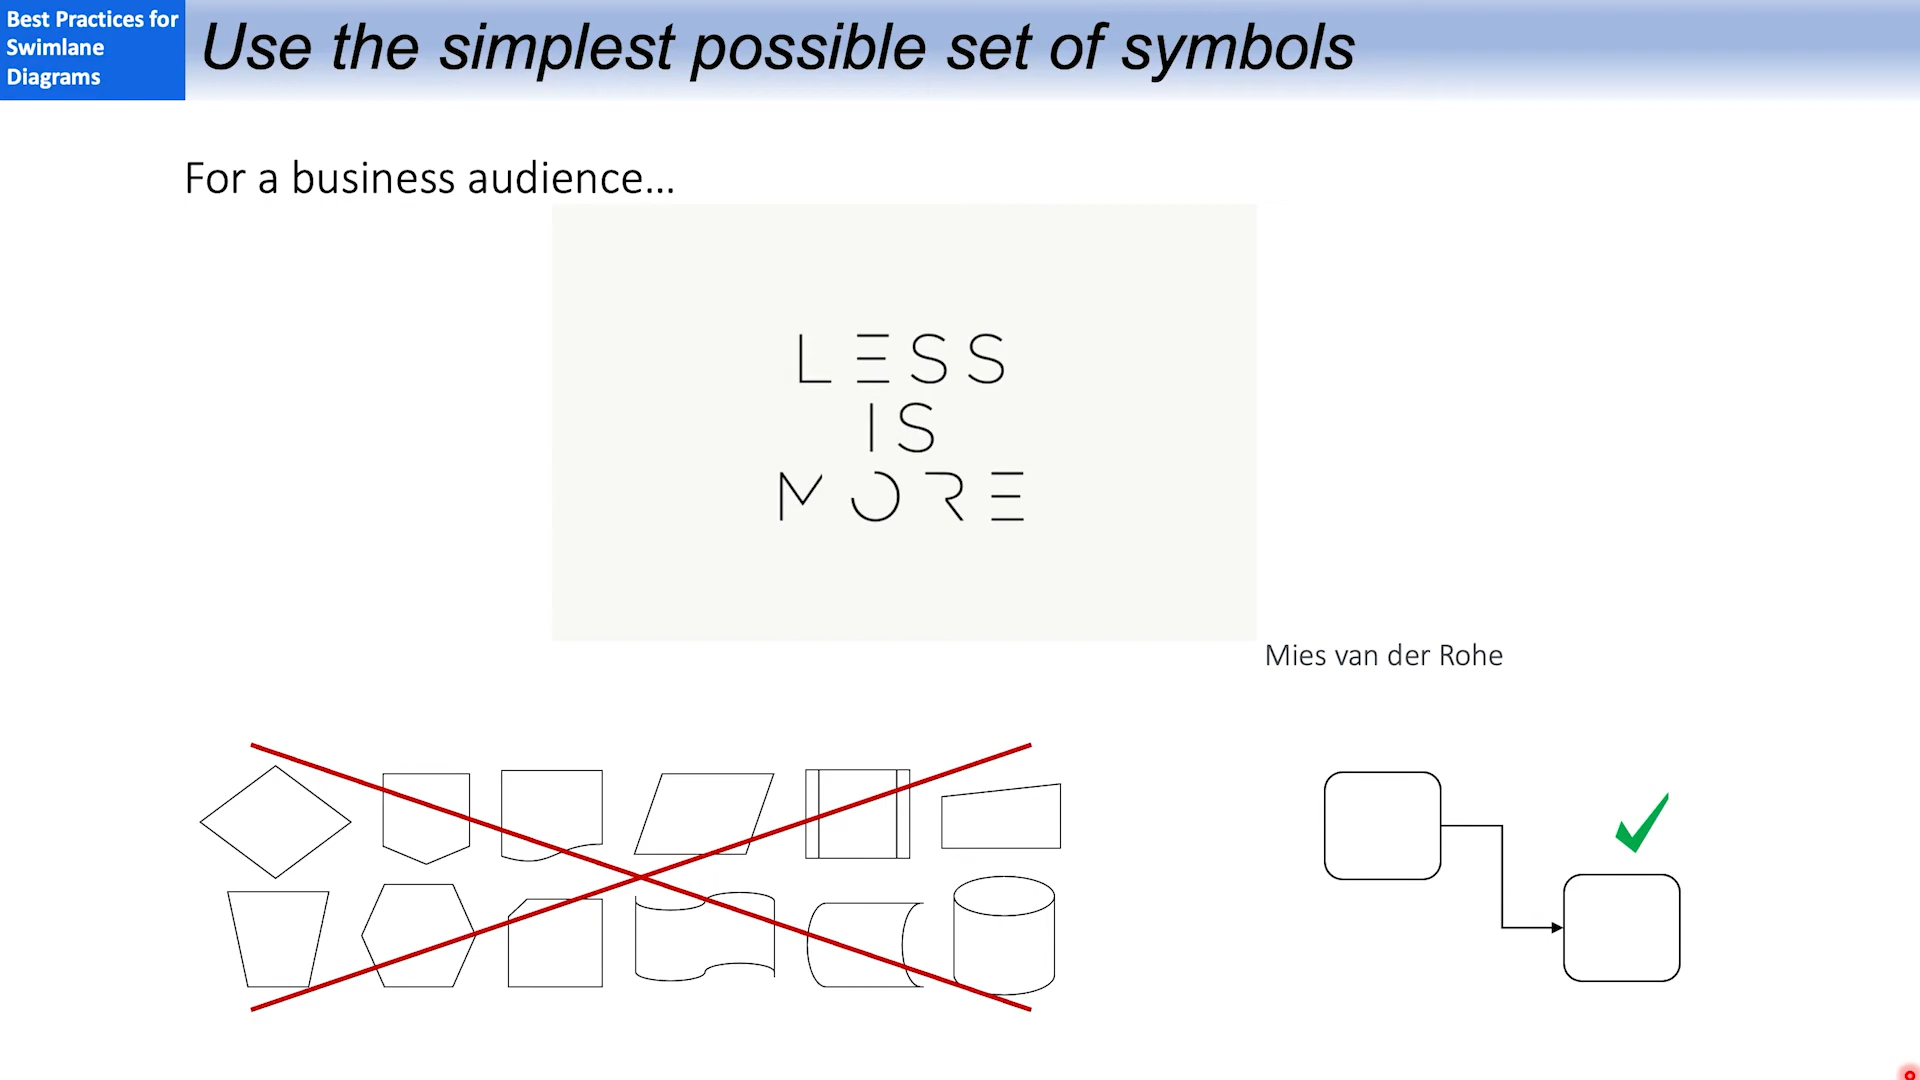 Best Practices for
Swimlane
Diagrams
Use the simplest possible set of symbols
For a business audience...
LESS
IS
MORE
Mies van der Rohe